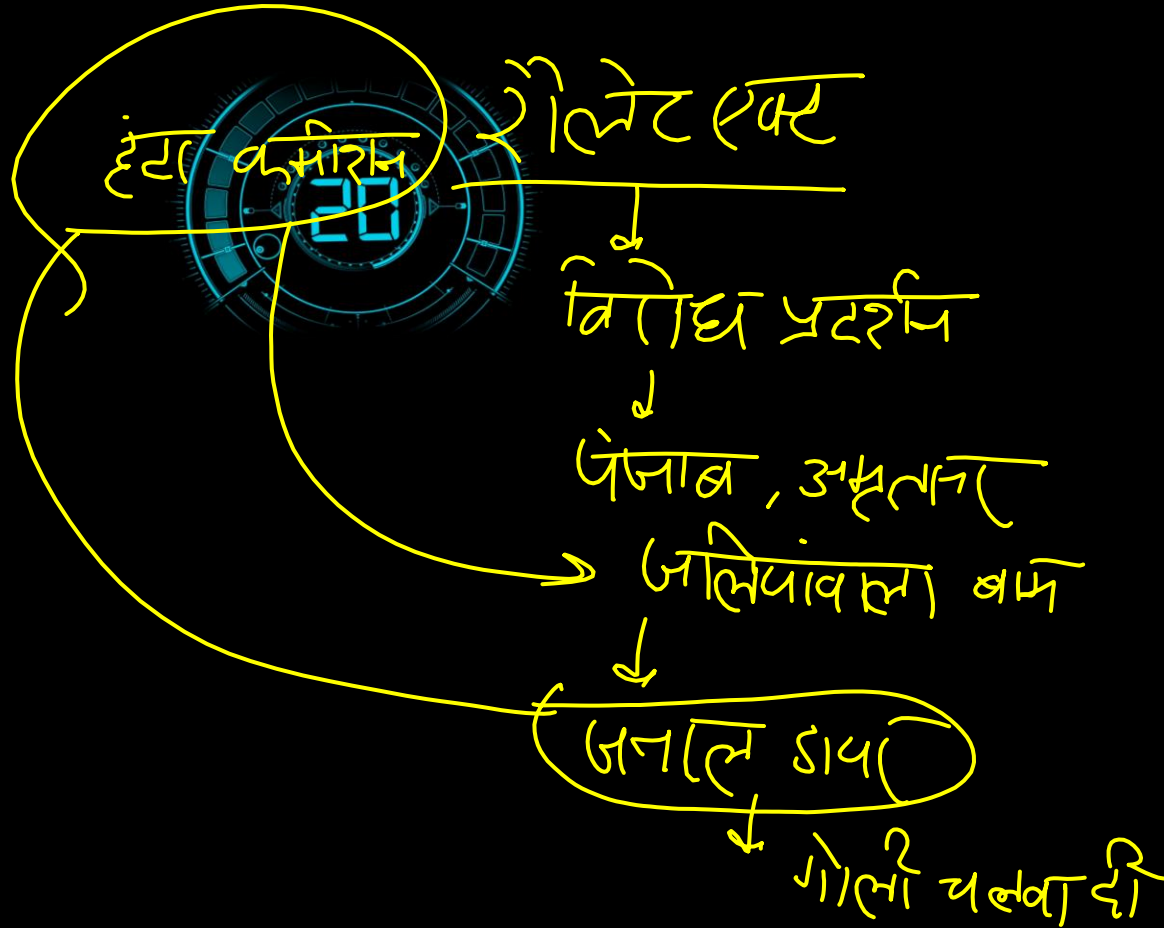 हंटर कमीशन
20
रौलेट एक्ट
विरोध प्रदर्शन
पंजाब, अमृतसर
जलियांवाला बाग
जनरल डायर
गोली चलवा दी